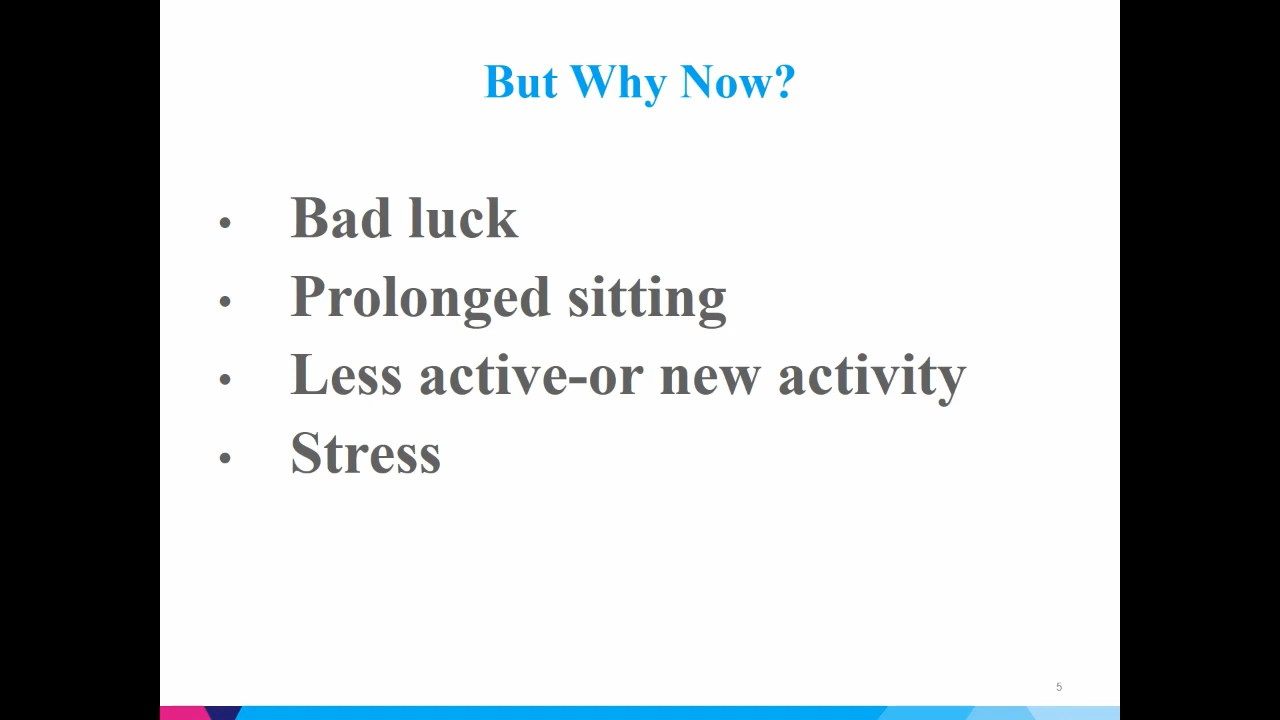 But Why Now?
• Bad luck
• Prolonged sitting
• Less active-or new activity
• Stress
5